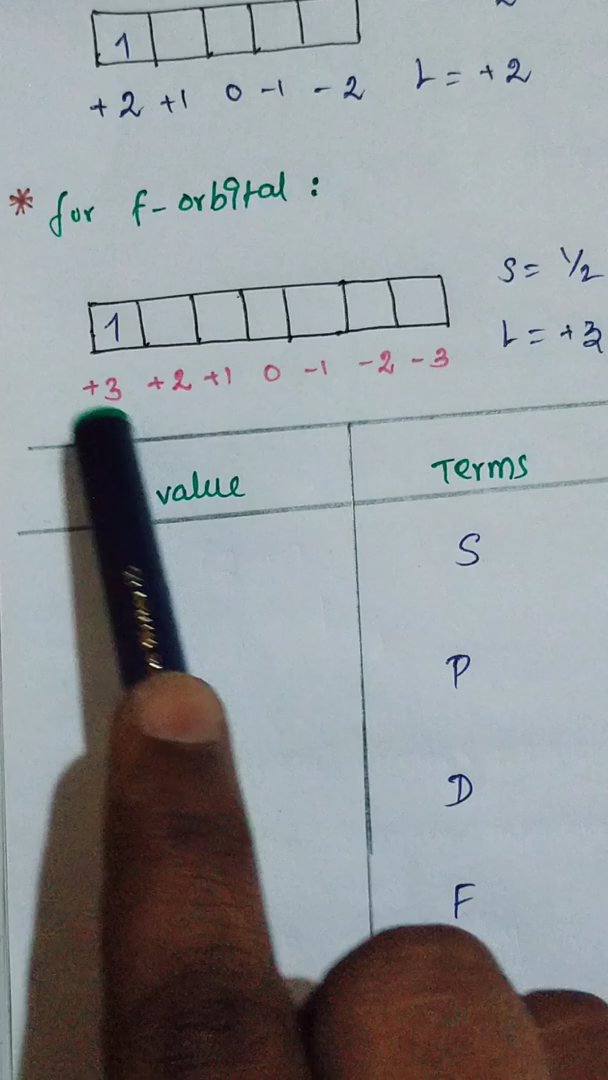 1
+2 +1 0 -1 -2 L = +2
* for f-orbital :
S = 1/2
1
L = +3
+3 +2 +1 0 -1 -2 -3
value Terms
S
P
D
F